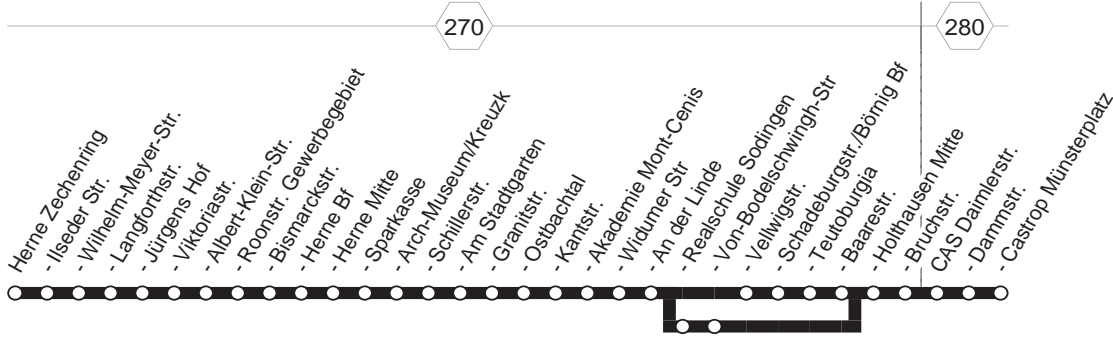 270
280
Herne Zechenring
- Ilseder Str.
- Wilhelm-Meyer-Str.
- Langforthstr.
- Jürgens Hof
- Viktoriastr.
- Albert-Klein-Str.
- Roonstr. Gewerbegebiet
- Bismarckstr.
- Herne Bf
- Herne Mitte
- Sparkasse
- Arch-Museum/Kreuzk
- Schillerstr.
- Am Stadtgarten
- Granitstr.
- Ostbachtal
- Kantstr.
- Akademie Mont-Cenis
- Widumer Str
- An der Linde
- Realschule Sodingen
- Von-Bodelschwingh-Str
- Vellwigstr.
- Schadeburgstr./Börnig Bf
- Teutoburgia
- Baarestr.
- Holthausen Mitte
- Bruchstr.
CAS Daimlerstr.
- Dammstr.
- Castrop Münsterplatz